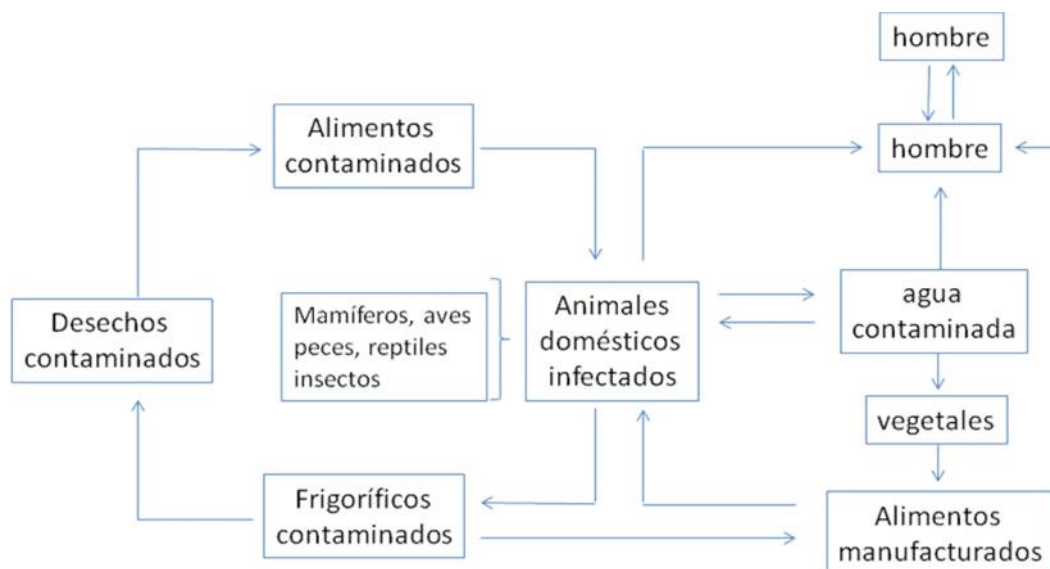 hombre
hombre
Alimentos
contaminados
Desechos
contaminados
Mamíferos, aves
peces, reptiles
insectos
Animales
domésticos
infectados
agua
contaminada
vegetales
Frigoríficos
contaminados
Alimentos
manufacturados